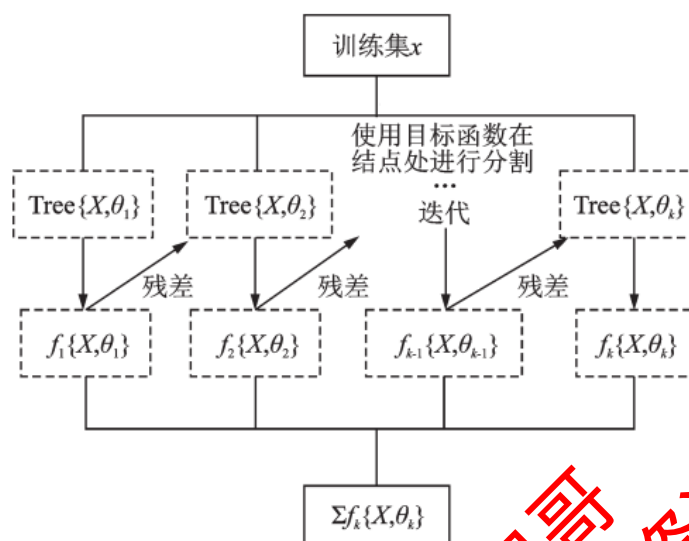 训练集x
使用目标函数在
结点处进行分割
...
迭代
Tree{X,θ₁}
Tree{X,θ₂}
Tree{X,θₖ}
残差
残差
残差
f₁{X,θ₁}
f₂{X,θ₂}
fₖ₋₁{X,θₖ₋₁}
fₖ{X,θₖ}
Σfₖ{X,θₖ}
哥